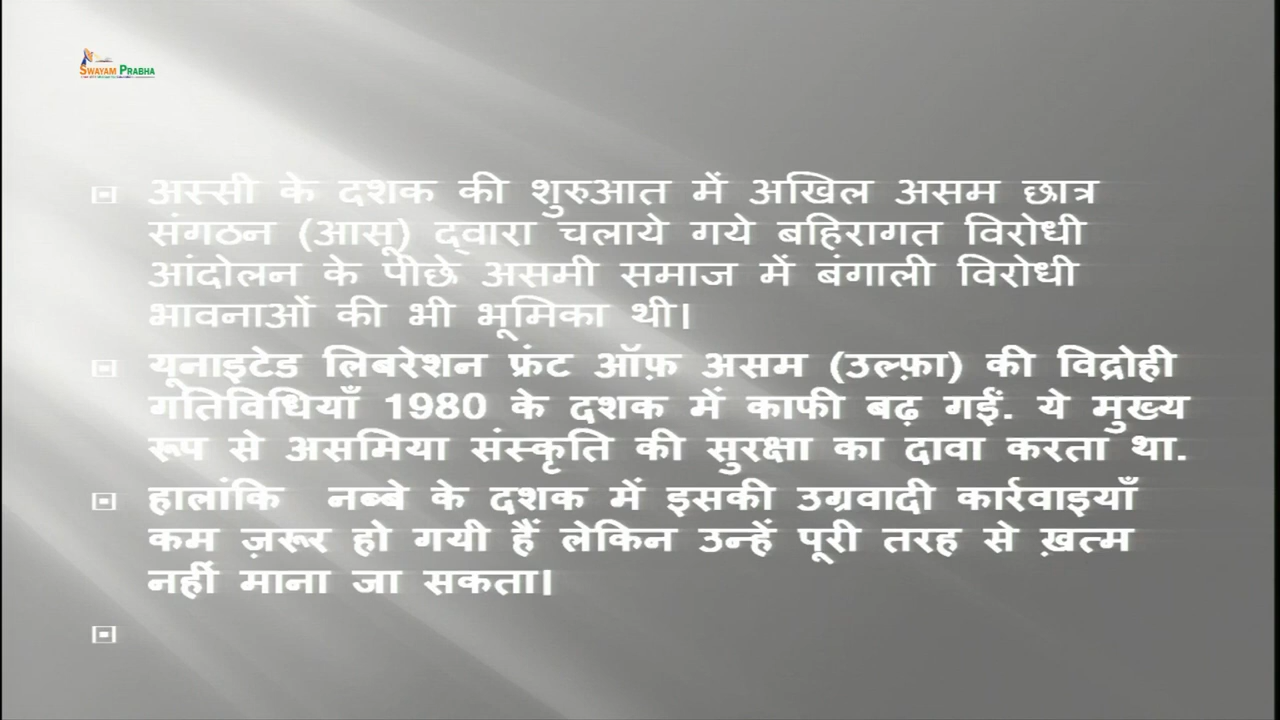 SWAYAM PRABHA
अस्सी के दशक की शुरुआत में अखिल असम छात्र
संगठन (आसू) द्वारा चलाये गये बहिरागत विरोधी
आंदोलन के पीछे असमी समाज में बंगाली विरोधी
भावनाओं की भी भूमिका थी।
यूनाइटेड लिबरेशन फ्रंट ऑफ़ असम (उल्फ़ा) की विद्रोही
गतिविधियाँ 1980 के दशक में काफी बढ़ गईं. ये मुख्य
रूप से असमिया संस्कृति की सुरक्षा का दावा करता था.
हालांकि नब्बे के दशक में इसकी उग्रवादी कार्रवाइयाँ
कम ज़रूर हो गयी हैं लेकिन उन्हें पूरी तरह से ख़त्म
नहीं माना जा सकता।